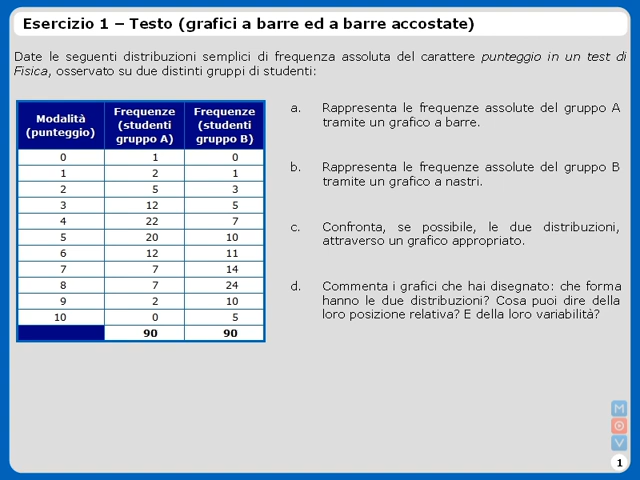 Esercizio 1 – Testo (grafici a barre ed a barre accostate)
Date le seguenti distribuzioni semplici di frequenza assoluta del carattere punteggio in un test di
Fisica, osservato su due distinti gruppi di studenti:
Modalità (punteggio) Frequenze (studenti gruppo A) Frequenze (studenti gruppo B)
0 1 0
1 2 1
2 5 3
3 12 5
4 22 7
5 20 10
6 12 11
7 7 14
8 7 24
9 2 10
10 0 5
90 90
a. Rappresenta le frequenze assolute del gruppo A
tramite un grafico a barre.
b. Rappresenta le frequenze assolute del gruppo B
tramite un grafico a nastri.
c. Confronta, se possibile, le due distribuzioni,
attraverso un grafico appropriato.
d. Commenta i grafici che hai disegnato: che forma
hanno le due distribuzioni? Cosa puoi dire della
loro posizione relativa? E della loro variabilità?
M
O
V
1